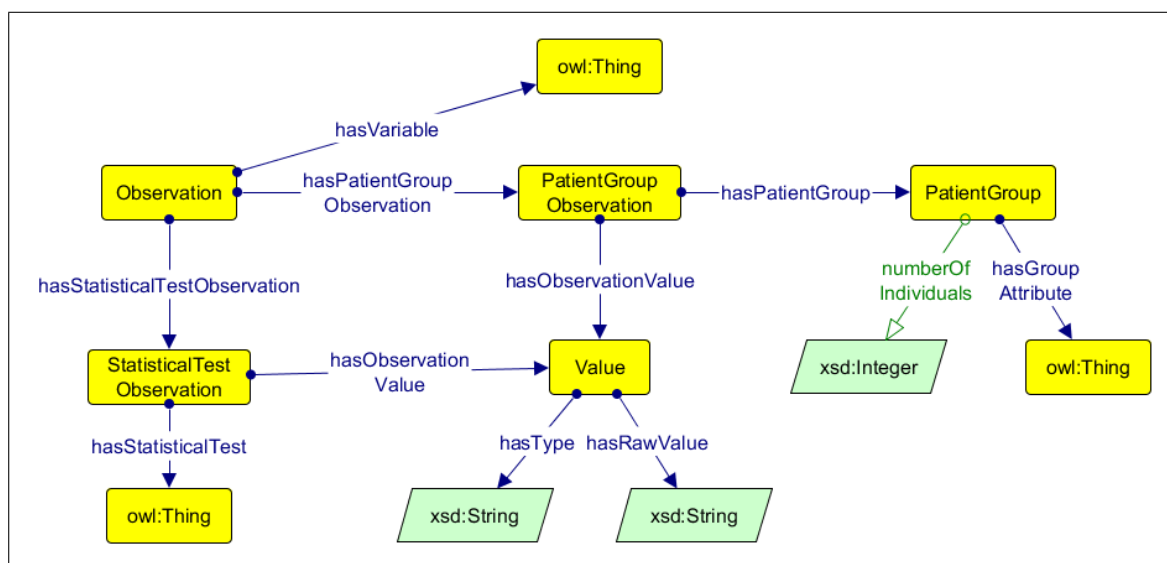 owl:Thing
hasVariable
Observation
hasPatientGroup
Observation
PatientGroup
Observation
hasPatientGroup
PatientGroup
hasStatisticalTestObservation
hasObservationValue
numberOf
Individuals
hasGroup
Attribute
StatisticalTest
Observation
hasObservation
Value
Value
xsd:Integer
owl:Thing
hasStatisticalTest
hasType
hasRawValue
owl:Thing
xsd:String
xsd:String